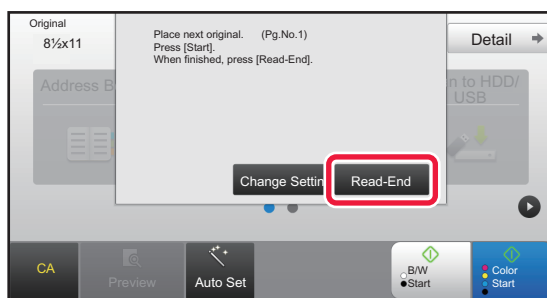 Original
8½x11
Place next original. (Pg.No.1)
Press [Start].
When finished, press [Read-End].
Detail
Address B
n to HDD/
USB
Change Settin
Read-End
CA
Preview
Auto Set
B/W
Start
Color
Start